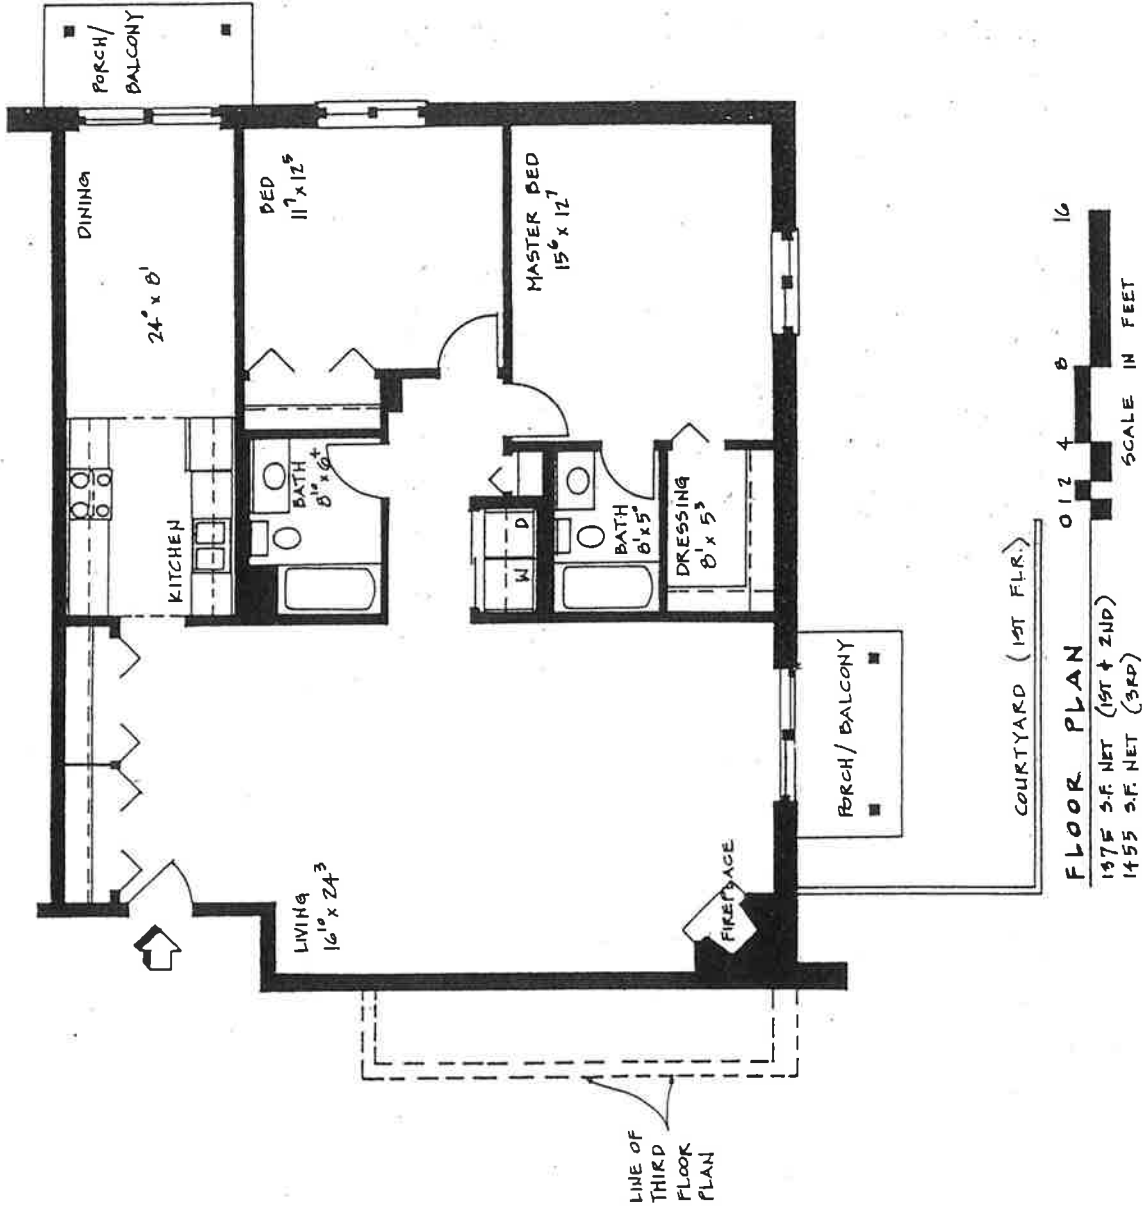 PORCH/
BALCONY
DINING
24⁰ x 8¹
BED
11⁷ x 12⁵
MASTER BED
15⁶ x 12⁷
KITCHEN
BATH
8¹⁰ x 6⁴
W D
BATH
8¹ x 5⁰
DRESSING
8¹ x 5³
LIVING
16¹⁰ x 24³
FIREPLACE
PORCH/ BALCONY
LINE OF
THIRD
FLOOR
PLAN
COURTYARD (1ST FLR.)
FLOOR PLAN
1375 S.F. NET (1ST & 2ND)
1455 S.F. NET (3RD)
0 1 2 4 8 16
SCALE IN FEET